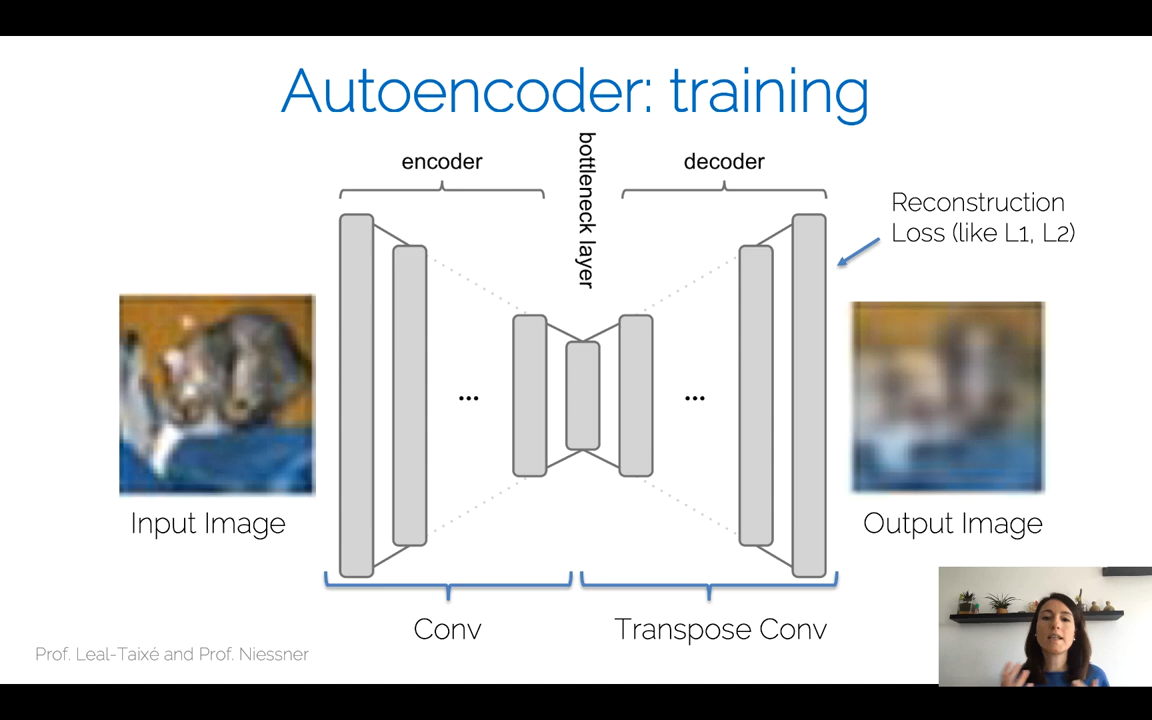 Autoencoder: training
encoder
bottleneck layer
decoder
Reconstruction
Loss (like L1, L2)
...
...
Input Image
Output Image
Conv
Transpose Conv
Prof. Leal-Taixé and Prof. Niessner